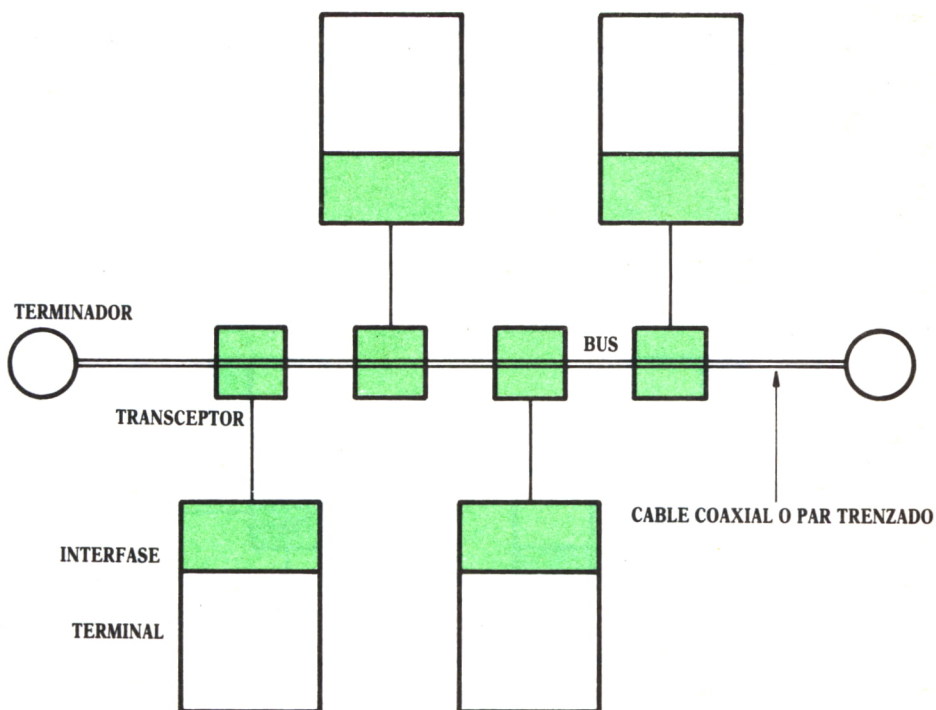 TERMINADOR
BUS
TRANSCEPTOR
CABLE COAXIAL O PAR TRENZADO
INTERFASE
TERMINAL